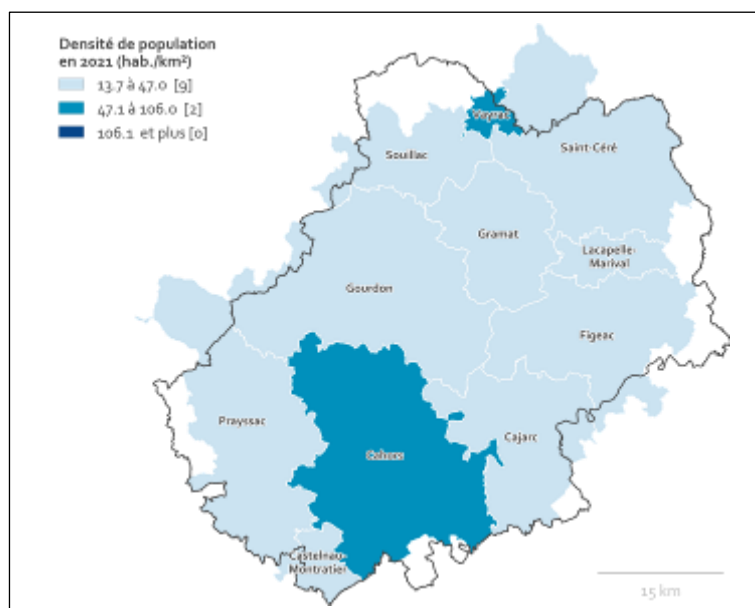 Densité de population
en 2021 (hab./km²)
13.7 à 47.0 [9]
47.1 à 106.0 [2]
106.1 et plus [0]
Vayrac
Souillac
Saint-Céré
Gramat
Lacapelle-
Marival
Gourdon
Figeac
Prayssac
Cajarc
Cahors
Castelnau-
Montratier
15 km